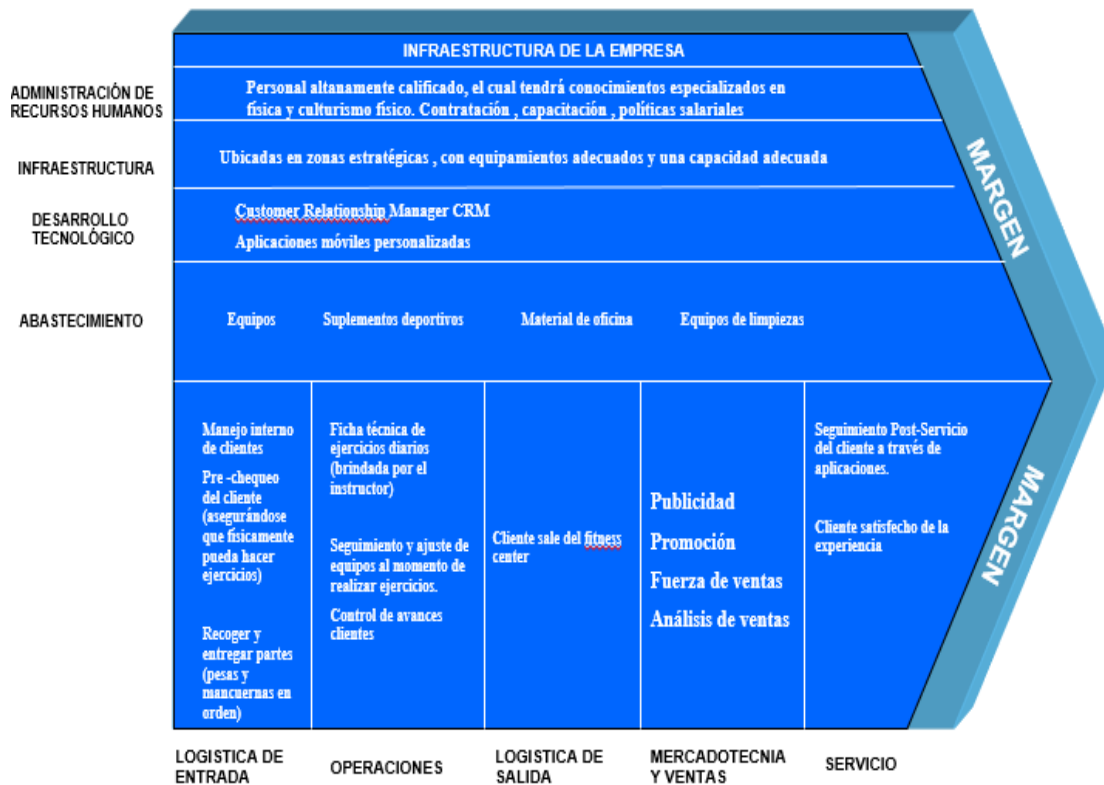 INFRAESTRUCTURA DE LA EMPRESA
ADMINISTRACIÓN DE
RECURSOS HUMANOS
Personal altanamente calificado, el cual tendrá conocimientos especializados en
física y culturismo físico. Contratación , capacitación , políticas salariales
INFRAESTRUCTURA
Ubicadas en zonas estratégicas , con equipamientos adecuados y una capacidad adecuada
DESARROLLO
TECNOLÓGICO
Customer Relationship Manager CRM
Aplicaciones móviles personalizadas
ABASTECIMIENTO
Equipos
Suplementos deportivos
Material de oficina
Equipos de limpiezas
MARGEN
MARGEN
Manejo interno
de clientes
Pre -chequeo
del cliente
(asegurándose
que físicamente
pueda hacer
ejercicios)
Recoger y
entregar partes
(pesas y
mancuernas en
orden)
Ficha técnica de
ejercicios diarios
(brindada por el
instructor)
Seguimiento y ajuste de
equipos al momento de
realizar ejercicios.
Control de avances
clientes
Cliente sale del fitness
center
Publicidad
Promoción
Fuerza de ventas
Análisis de ventas
Seguimiento Post-Servicio
del cliente a través de
aplicaciones.
Cliente satisfecho de la
experiencia
LOGISTICA DE
ENTRADA
OPERACIONES
LOGISTICA DE
SALIDA
MERCADOTECNIA
Y VENTAS
SERVICIO